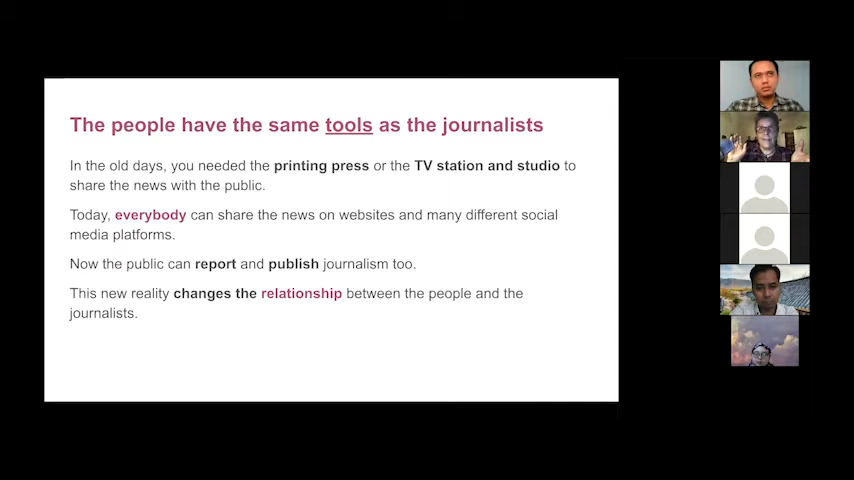 The people have the same tools as the journalists
In the old days, you needed the printing press or the TV station and studio to
share the news with the public.
Today, everybody can share the news on websites and many different social
media platforms.
Now the public can report and publish journalism too.
This new reality changes the relationship between the people and the
journalists.